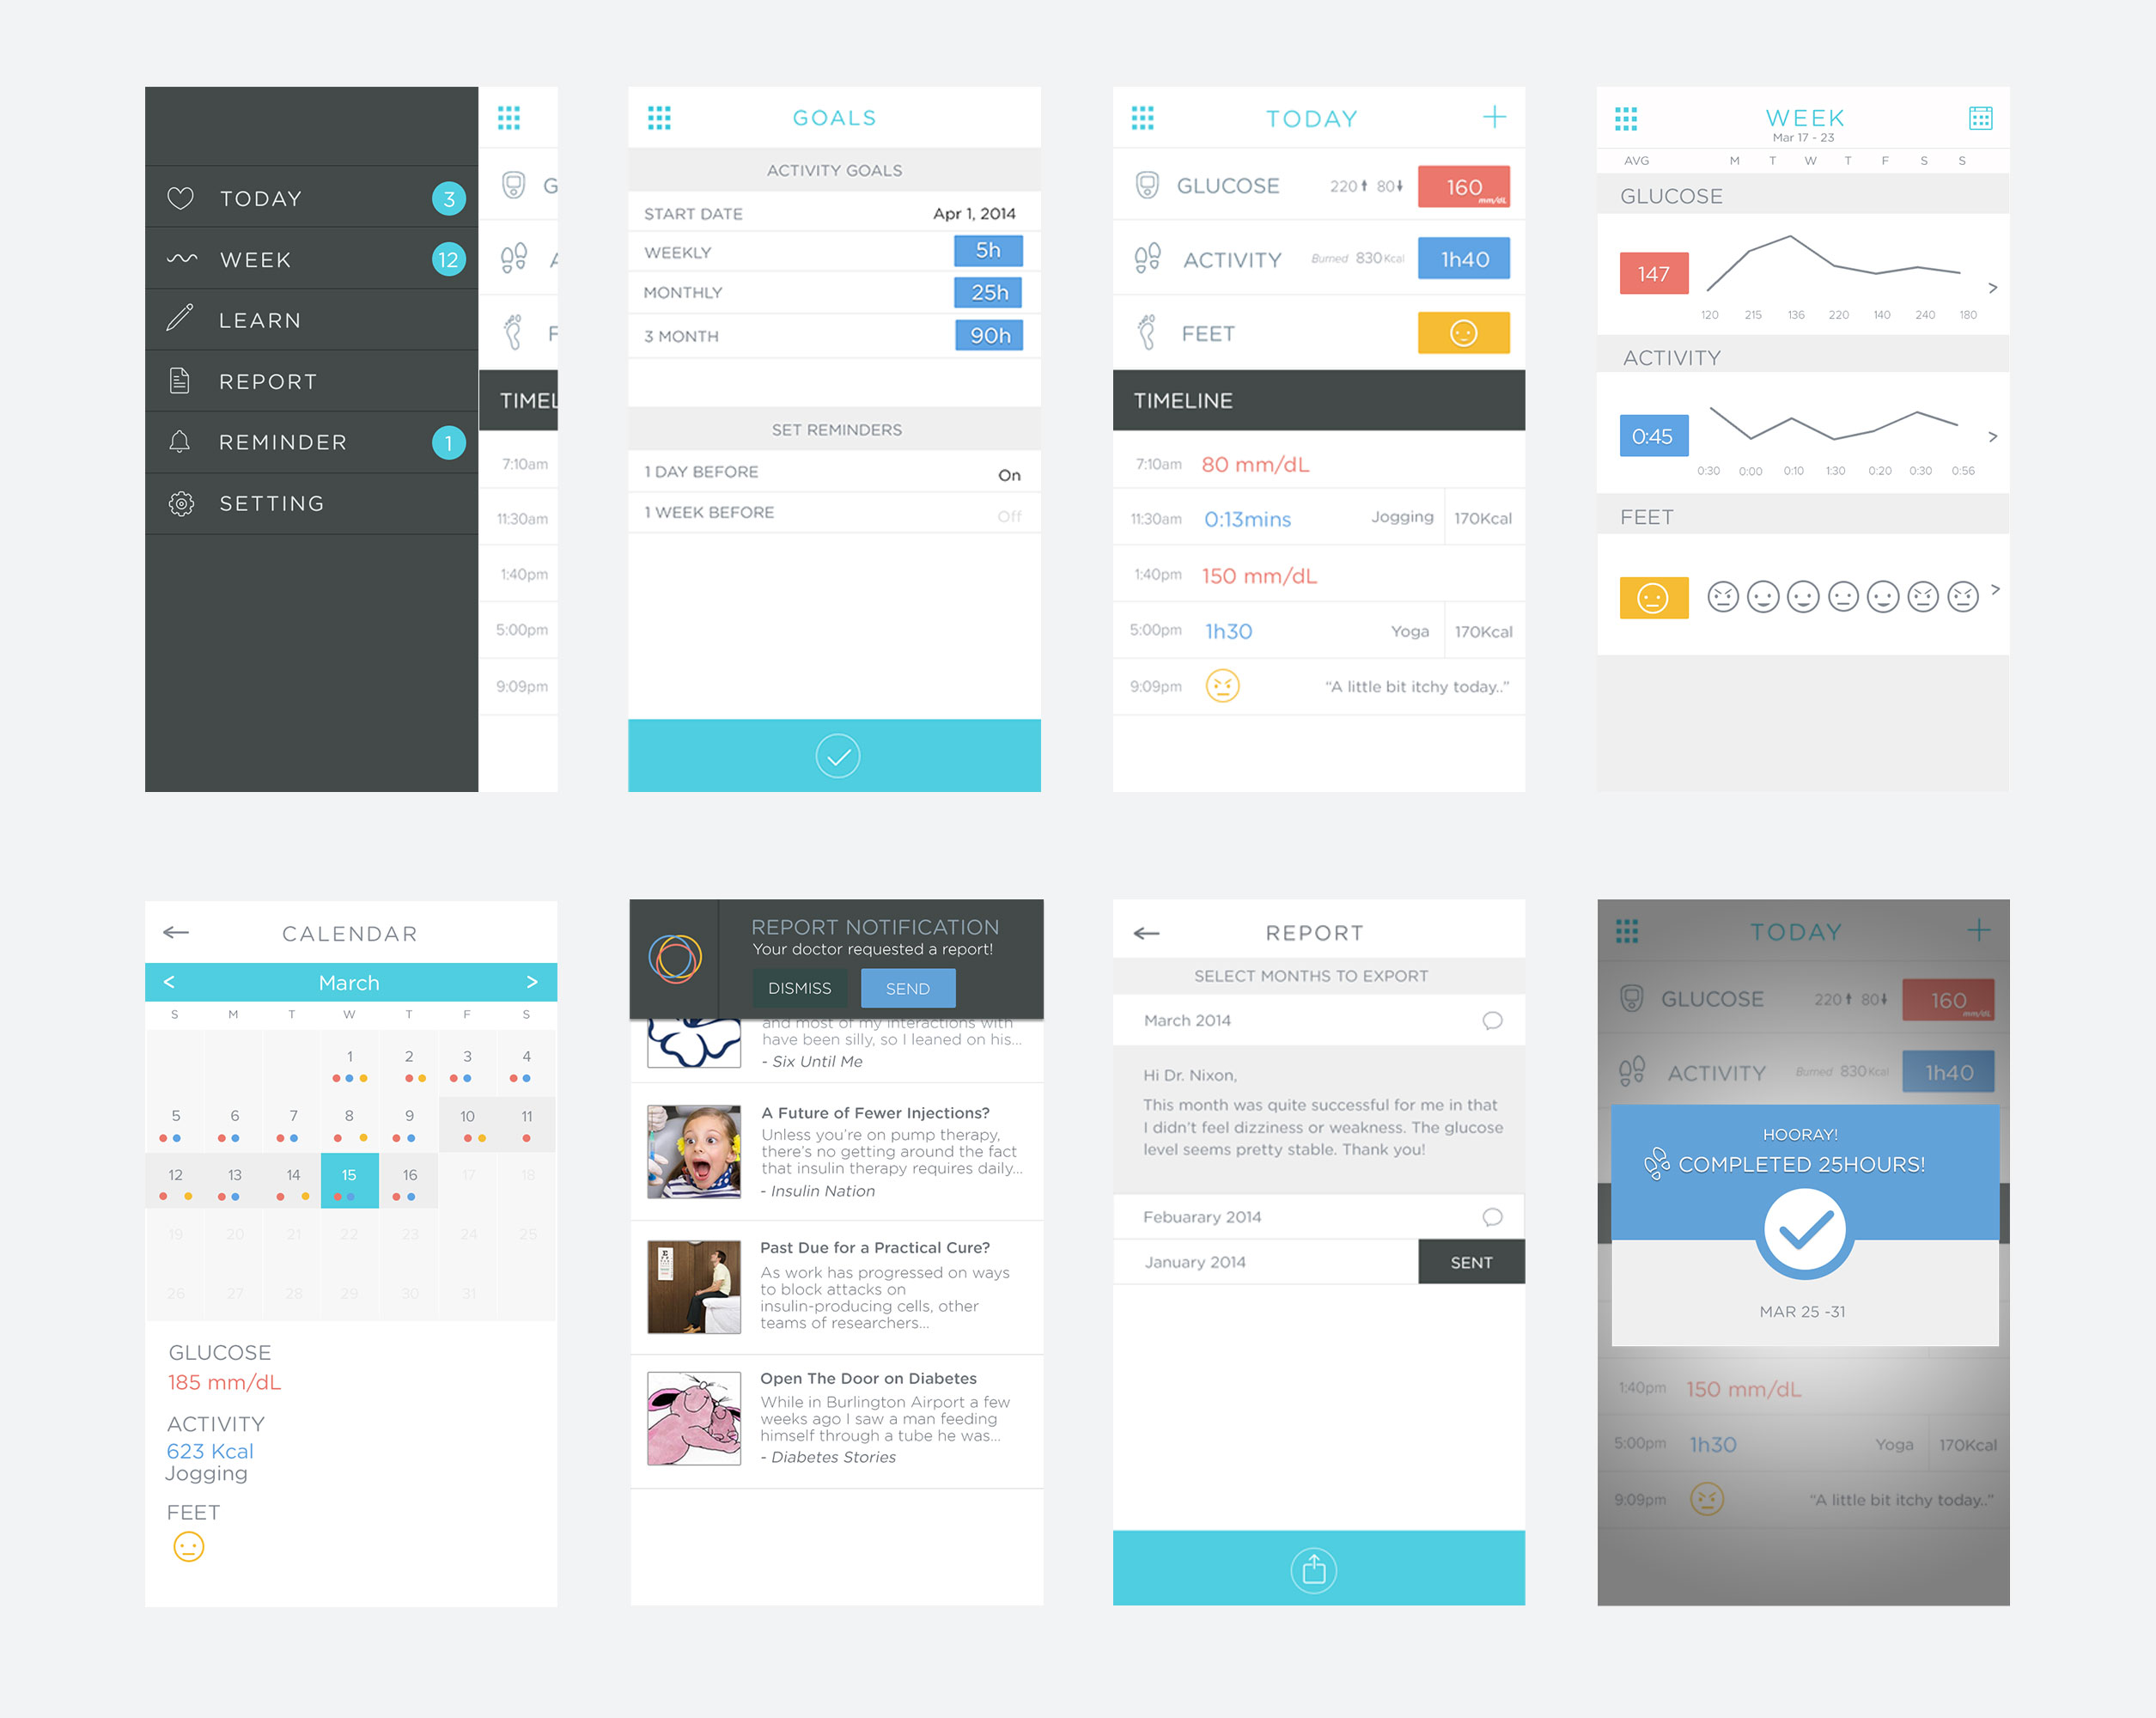 TODAY 3
WEEK 12
LEARN
REPORT
REMINDER 1
SETTING
G
A
F
TIMEL
7:10am
11:30am
1:40pm
5:00pm
9:09pm
GOALS
ACTIVITY GOALS
START DATE Apr 1, 2014
WEEKLY 5h
MONTHLY 25h
3 MONTH 90h
SET REMINDERS
1 DAY BEFORE On
1 WEEK BEFORE Off
TODAY
GLUCOSE 220 80 160 mm/dL
ACTIVITY Burned 830 Kcal 1h40
FEET
TIMELINE
7:10am 80 mm/dL
11:30am 0:13mins Jogging 170Kcal
1:40pm 150 mm/dL
5:00pm 1h30 Yoga 170Kcal
9:09pm “A little bit itchy today..”
WEEK
Mar 17 - 23
AVG M T W T F S S
GLUCOSE
147
120 215 136 220 140 240 180
ACTIVITY
0:45
0:30 0:00 0:10 1:30 0:20 0:30 0:56
FEET
CALENDAR
< March >
S M T W T F S
1 2 3 4
5 6 7 8 9 10 11
12 13 14 15 16 17 18
19 20 21 22 23 24 25
26 27 28 29 30 31
GLUCOSE
185 mm/dL
ACTIVITY
623 Kcal
Jogging
FEET
REPORT NOTIFICATION
Your doctor requested a report!
DISMISS SEND
and most of my interactions with
have been silly, so I leaned on his...
- Six Until Me
A Future of Fewer Injections?
Unless you’re on pump therapy,
there’s no getting around the fact
that insulin therapy requires daily...
- Insulin Nation
Past Due for a Practical Cure?
As work has progressed on ways
to block attacks on
insulin-producing cells, other
teams of researchers...
Open The Door on Diabetes
While in Burlington Airport a few
weeks ago I saw a man feeding
himself through a tube he was...
- Diabetes Stories
REPORT
SELECT MONTHS TO EXPORT
March 2014
Hi Dr. Nixon,
This month was quite successful for me in that
I didn’t feel dizziness or weakness. The glucose
level seems pretty stable. Thank you!
Febuarary 2014
January 2014 SENT
TODAY
GLUCOSE 220 80 160 mm/dL
ACTIVITY Burned 830 Kcal 1h40
HOORAY!
COMPLETED 25HOURS!
MAR 25 -31
1:40pm 150 mm/dL
5:00pm 1h30 Yoga 170Kcal
9:09pm “A little bit itchy today..”